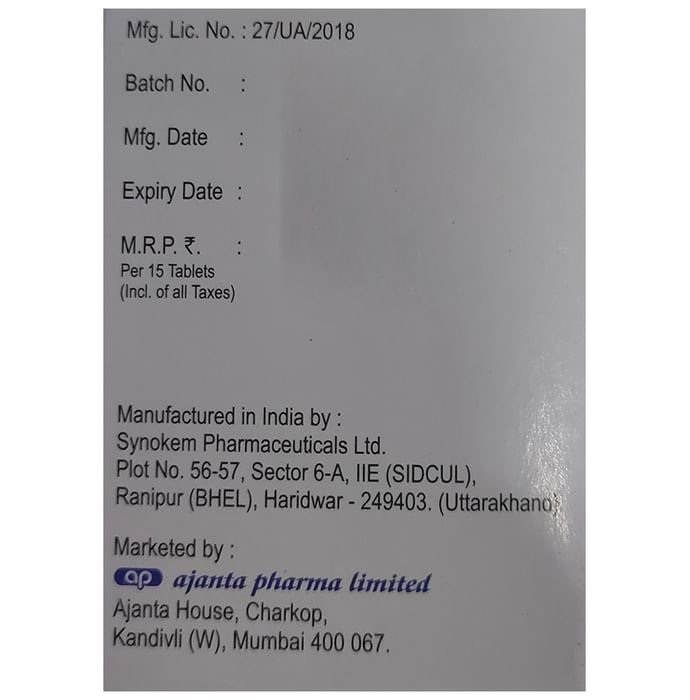 Mfg. Lic. No. : 27/UA/2018
Batch No. :
Mfg. Date :
Expiry Date :
M.R.P. ₹. :
Per 15 Tablets
(Incl. of all Taxes)
Manufactured in India by :
Synokem Pharmaceuticals Ltd.
Plot No. 56-57, Sector 6-A, IIE (SIDCUL),
Ranipur (BHEL), Haridwar - 249403. (Uttarakhand)
Marketed by :
ap ajanta pharma limited
Ajanta House, Charkop,
Kandivli (W), Mumbai 400 067.